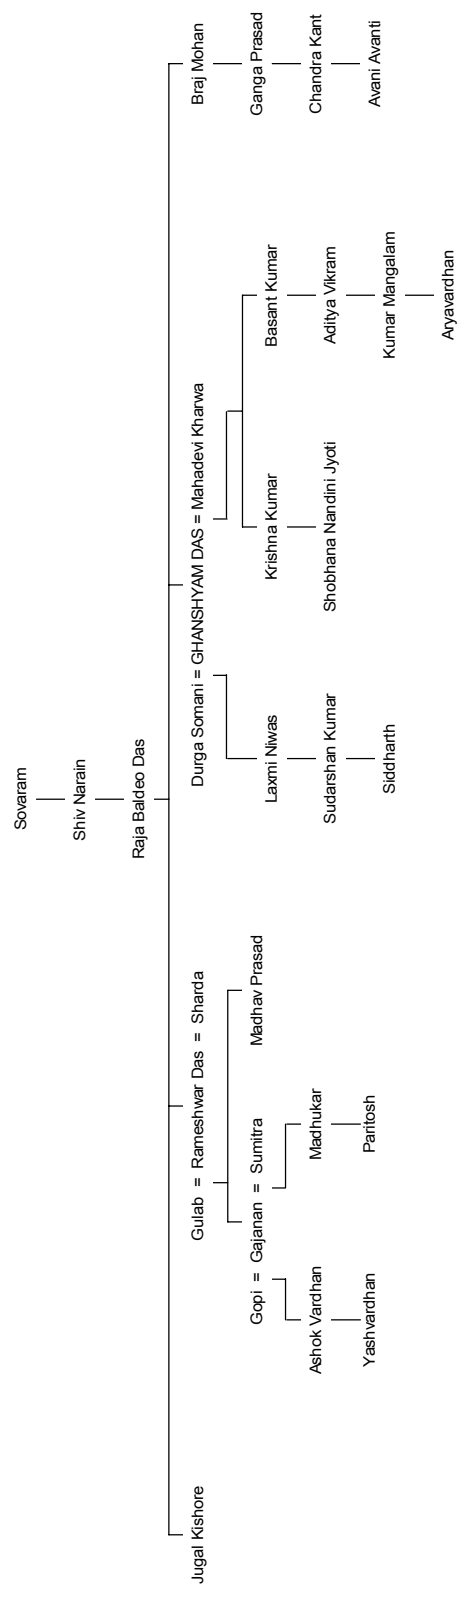 Sovaram
Shiv Narain
Raja Baldeo Das
Jugal Kishore
Gulab = Rameshwar Das = Sharda
Durga Somani = GHANSHYAM DAS = Mahadevi Kharwa
Braj Mohan
Gopi = Gajanan = Sumitra
Madhav Prasad
Laxmi Niwas
Krishna Kumar
Basant Kumar
Ganga Prasad
Ashok Vardhan
Madhukar
Sudarshan Kumar
Shobhana Nandini Jyoti
Aditya Vikram
Chandra Kant
Yashvardhan
Paritosh
Siddharth
Kumar Mangalam
Avani Avanti
Aryavardhan